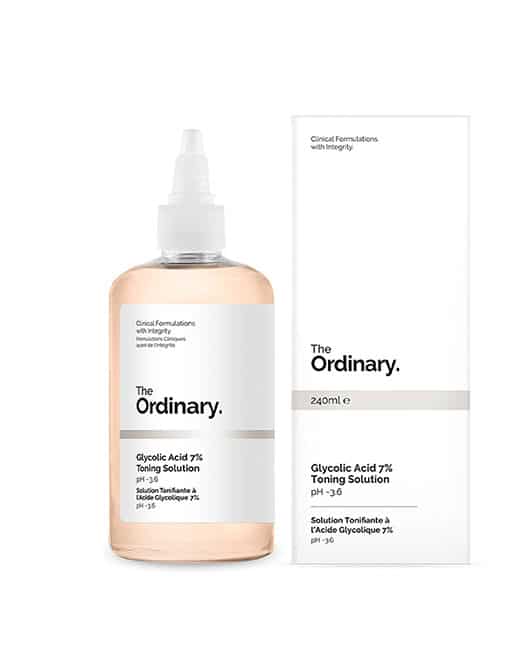 Clinical Formulations
with Integrity.
Formulations Cliniques
avec de l'Intégrité.
The
Ordinary.
Glycolic Acid 7%
Toning Solution
pH ~3.6
Solution Tonifiante à
l'Acide Glycolique 7%
pH ~3.6
Clinical Formulations
with Integrity.
The
Ordinary.
240ml ℮
Glycolic Acid 7%
Toning Solution
pH ~3.6
Solution Tonifiante à
l'Acide Glycolique 7%
pH ~3.6